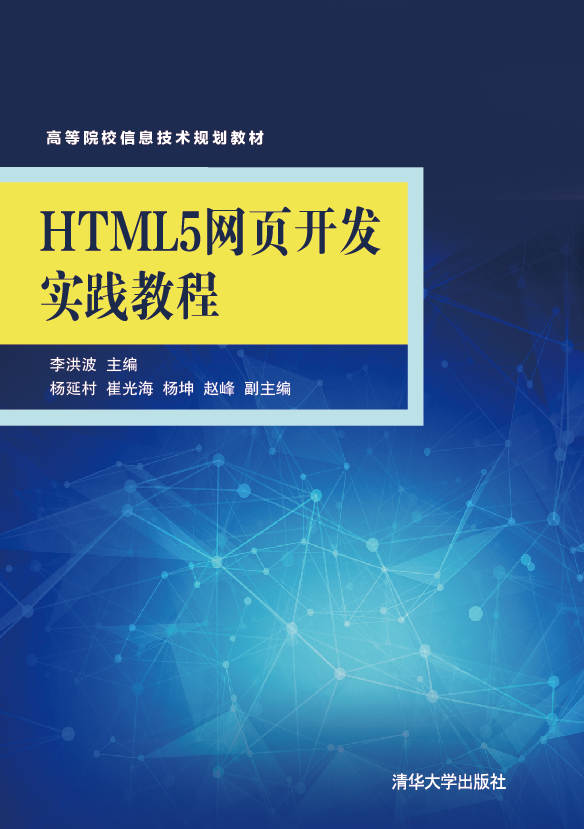 高等院校信息技术规划教材
HTML5网页开发
实践教程
李洪波 主编
杨延村 崔光海 杨坤 赵峰 副主编
清华大学出版社